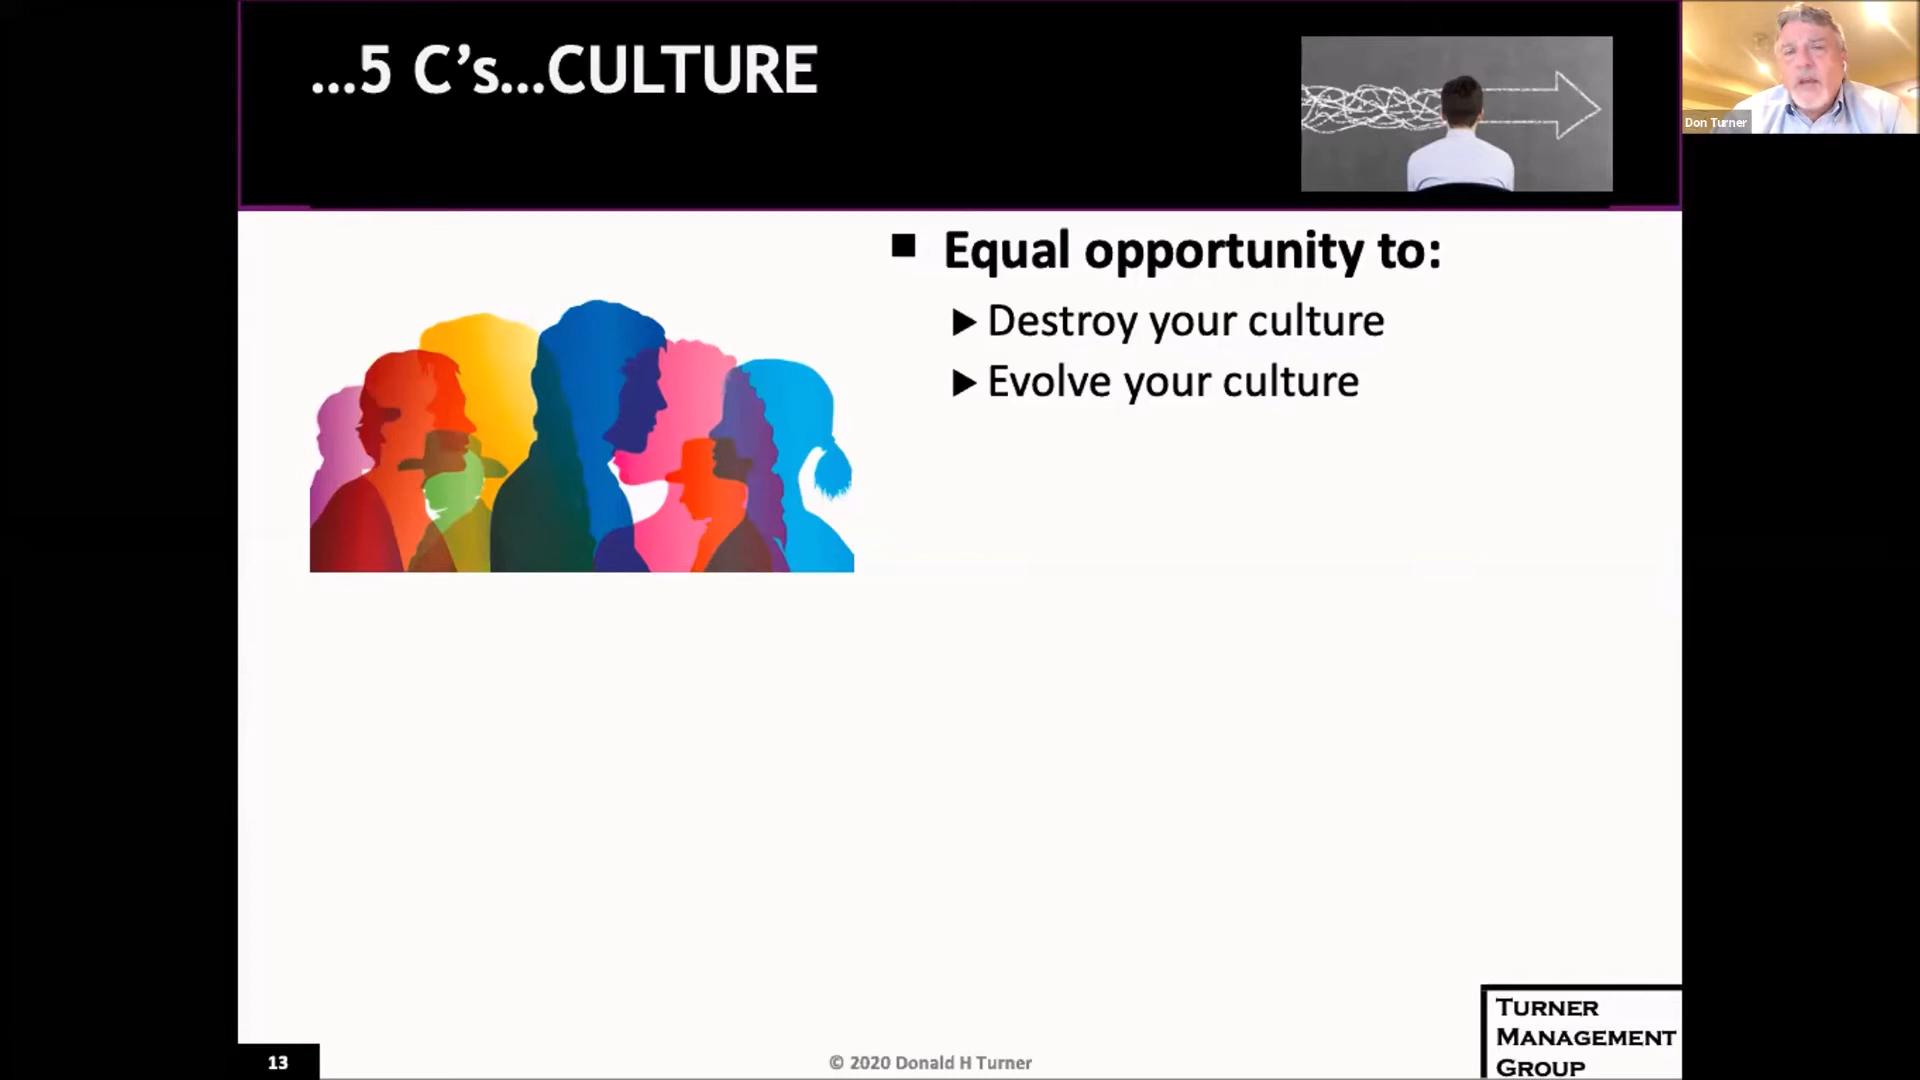 ...5 C’s...CULTURE
Don Turner
■ Equal opportunity to:
▶ Destroy your culture
▶ Evolve your culture
13
© 2020 Donald H Turner
TURNER
MANAGEMENT
GROUP